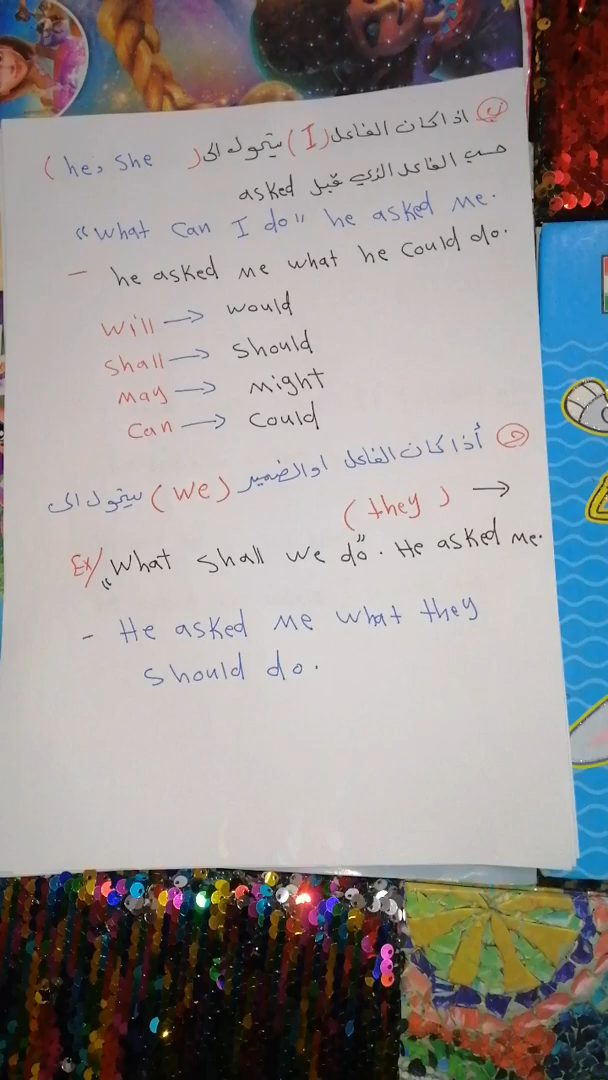 ب اذا كان الفاعل (I) يتحول الى (he, she)
حسب الفاعل الذي قبل asked
"What can I do" he asked me.
- he asked me what he could do.
will → would
shall → should
may → might
can → could
ج أذا كان الفاعل او الضمير (we) سيتحول الى
(they) →
Ex/ "What shall we do". He asked me.
- He asked me what they
should do.